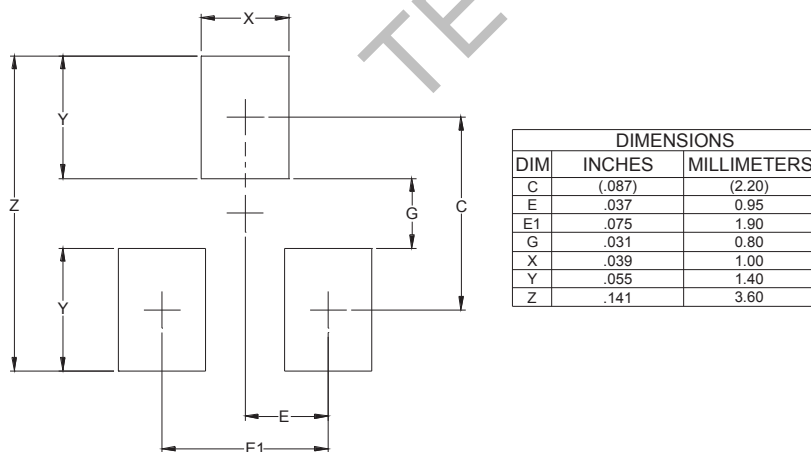 TE
X
Y
Z
G
C
Y
E
E1
DIMENSIONS
DIM INCHES MILLIMETERS
C (.087) (2.20)
E .037 0.95
E1 .075 1.90
G .031 0.80
X .039 1.00
Y .055 1.40
Z .141 3.60